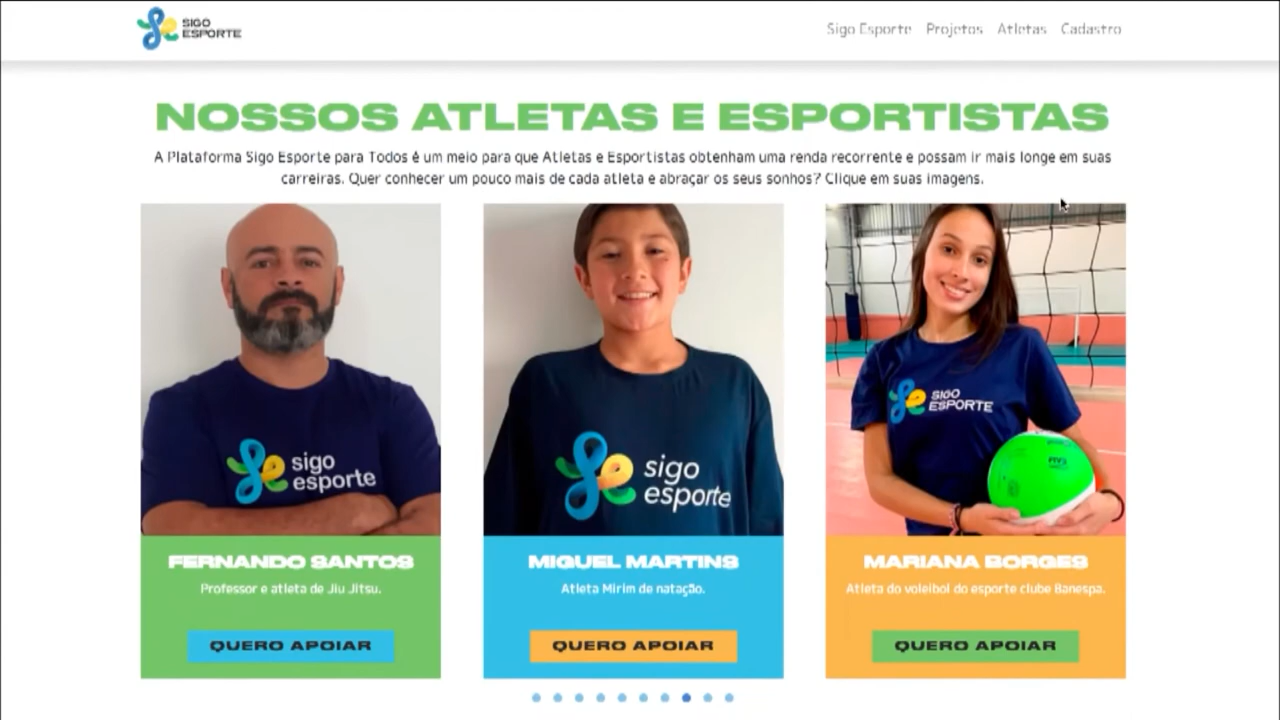 SIGO
ESPORTE
Sigo Esporte Projetos Atletas Cadastro
NOSSOS ATLETAS E ESPORTISTAS
A Plataforma Sigo Esporte para Todos é um meio para que Atletas e Esportistas obtenham uma renda recorrente e possam ir mais longe em suas
carreiras. Quer conhecer um pouco mais de cada atleta e abraçar os seus sonhos? Clique em suas imagens.
sigo
esporte
sigo
esporte
SIGO
ESPORTE
FERNANDO SANTOS
Professor e atleta de Jiu Jitsu.
QUERO APOIAR
MIGUEL MARTINS
Atleta Mirim de natação.
QUERO APOIAR
MARIANA BORGES
Atleta do voleibol do esporte clube Banespa.
QUERO APOIAR